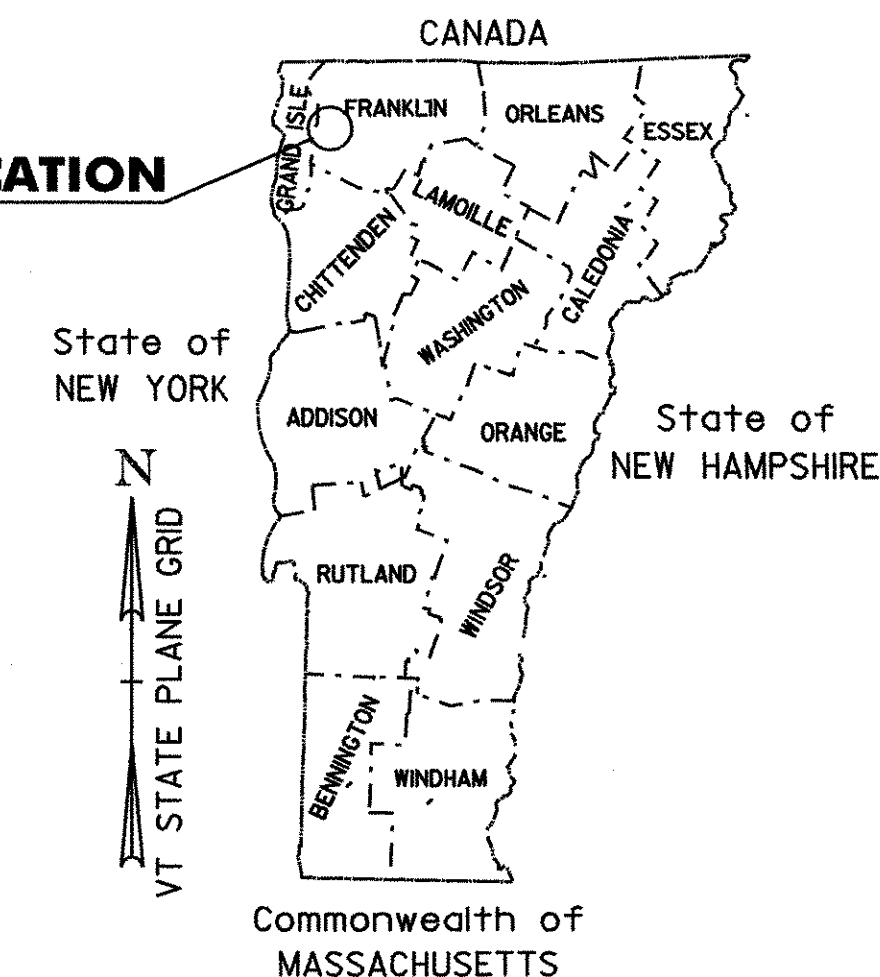 CANADA
GRAND ISLE
FRANKLIN
ORLEANS
ESSEX
CATION
LAMOILLE
CHITTENDEN
CALEDONIA
WASHINGTON
State of
NEW YORK
ADDISON
ORANGE
State of
NEW HAMPSHIRE
N
VT STATE PLANE GRID
RUTLAND
WINDSOR
BENNINGTON
WINDHAM
Commonwealth of
MASSACHUSETTS